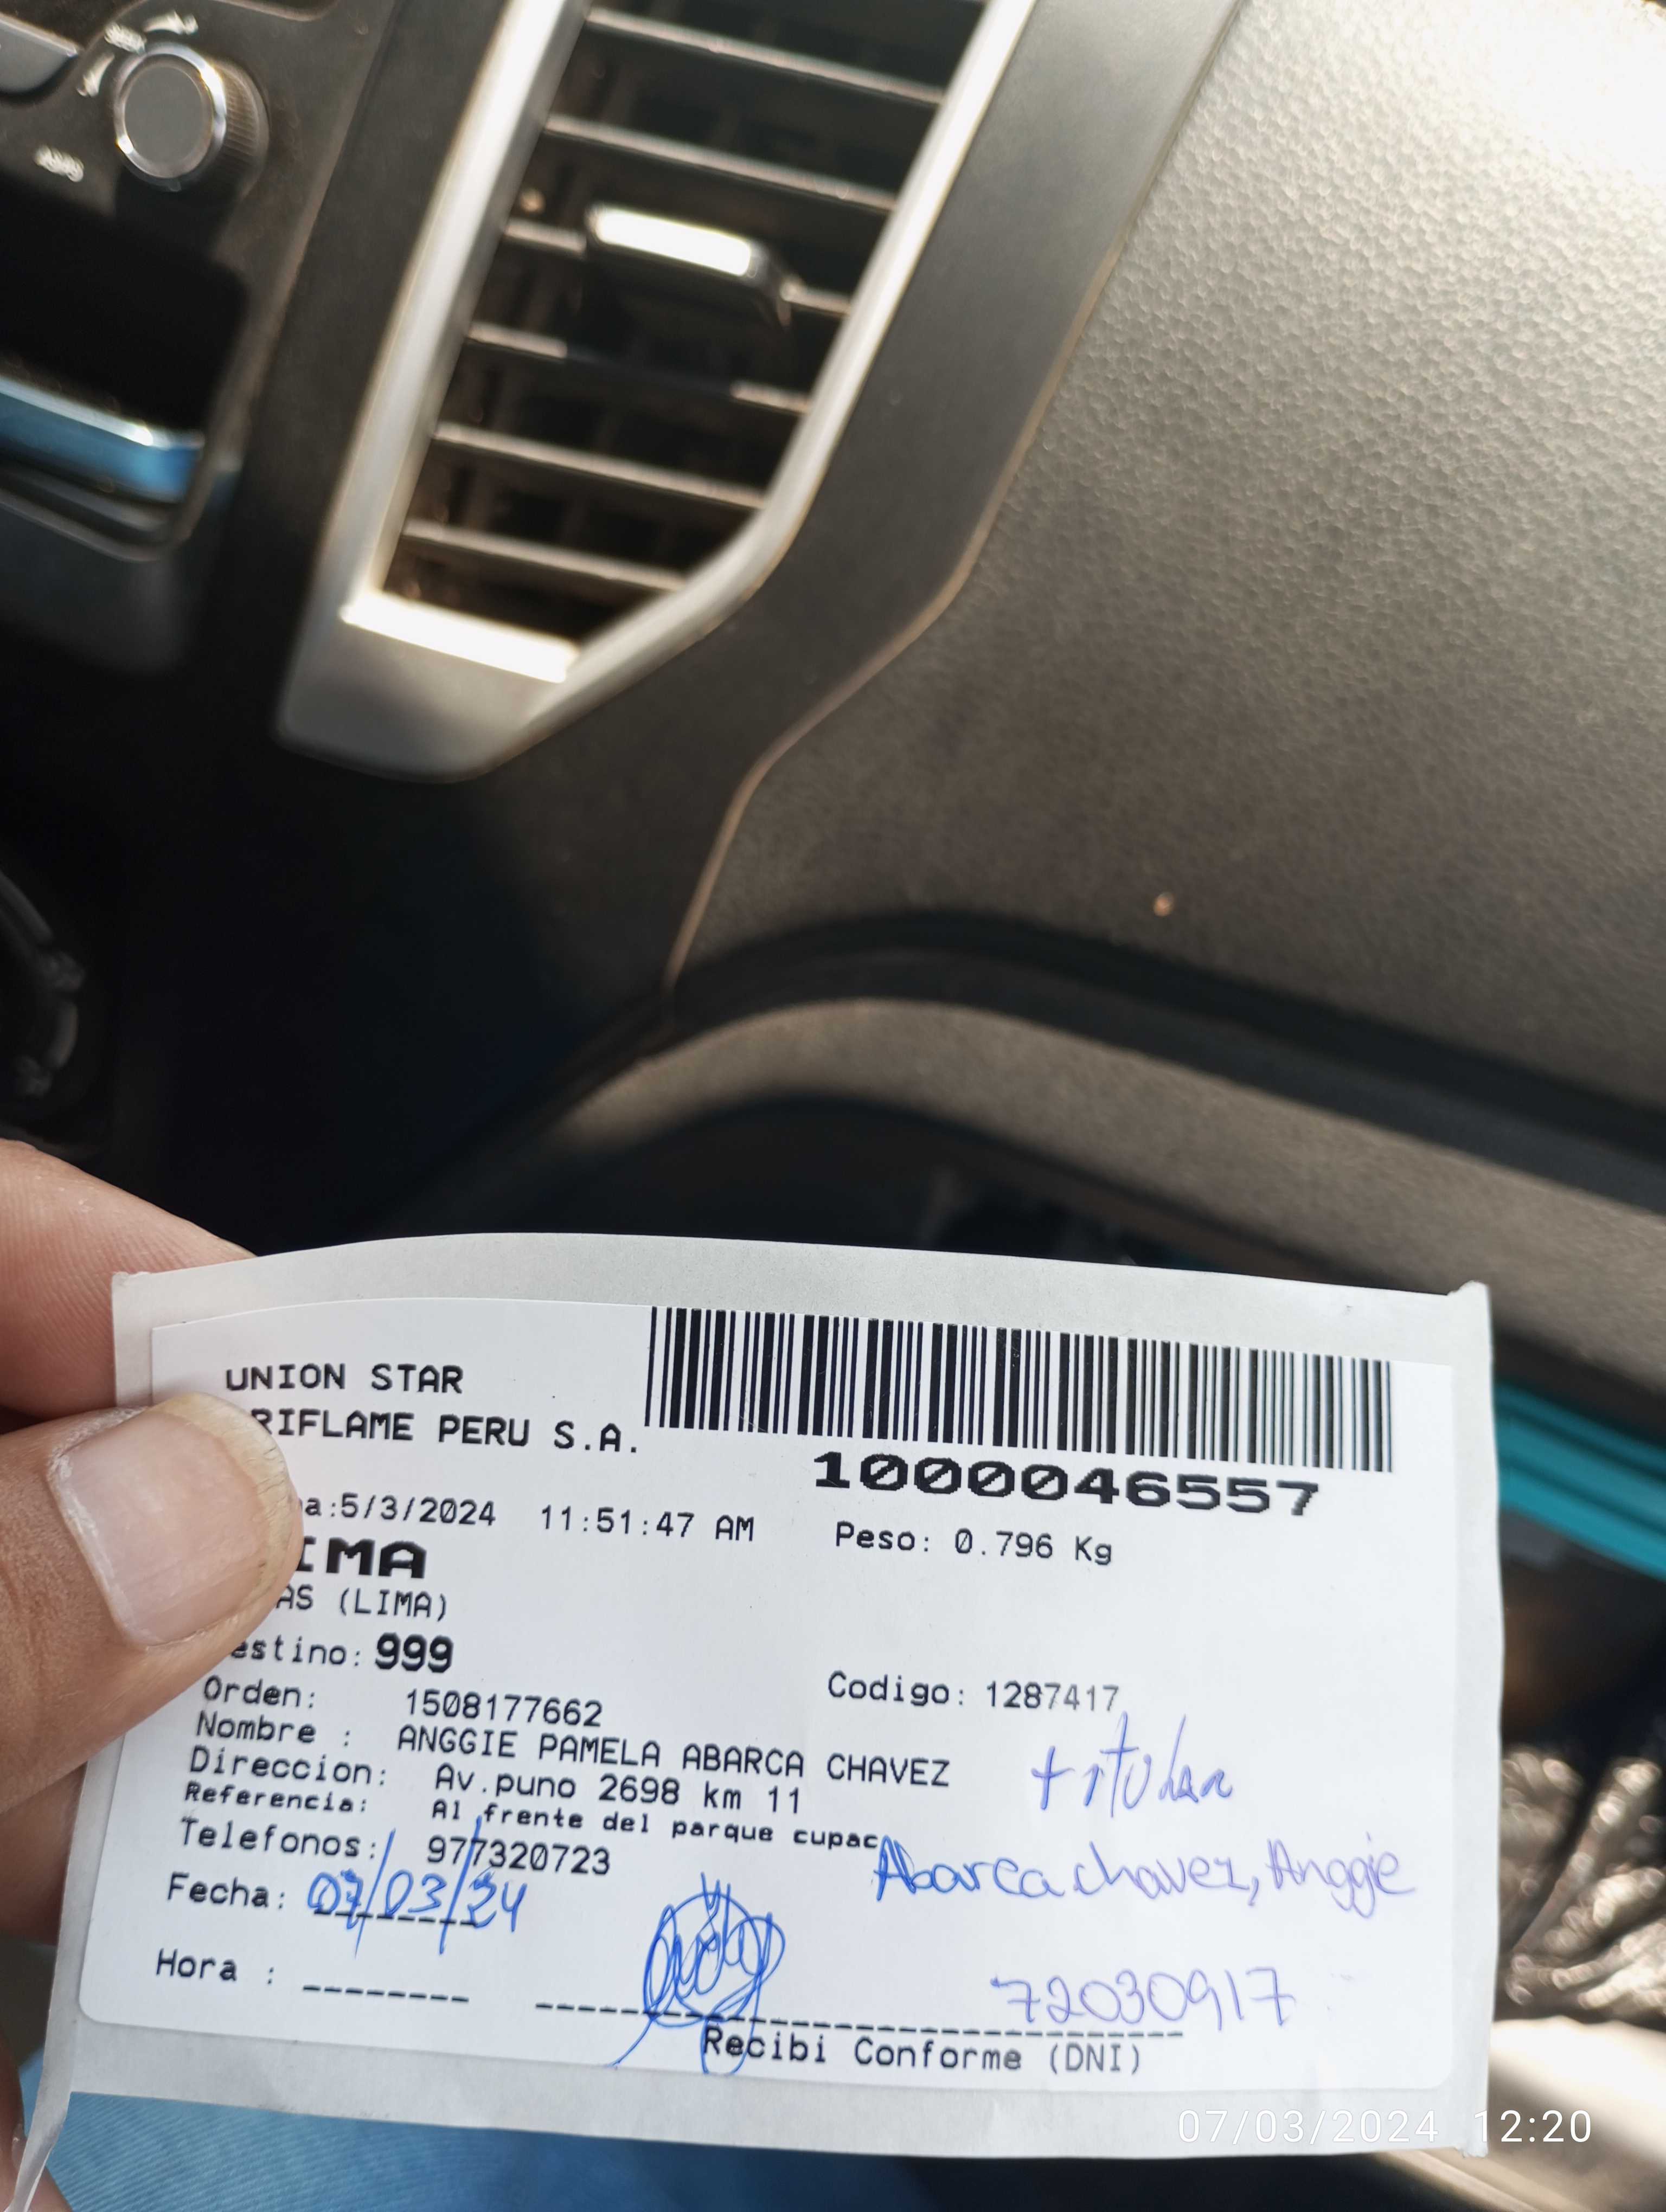 UNION STAR
RIFLAME PERU S.A.
1000046557
a:5/3/2024 11:51:47 AM
Peso: 0.796 Kg
IMA
AS (LIMA)
estino: 999
Codigo: 1287417
Orden: 1508177662
Nombre : ANGGIE PAMELA ABARCA CHAVEZ
titular
Direccion: Av.puno 2698 km 11
Referencia: Al frente del parque cupac
Telefonos: 977320723
Abarca chavez, Anggie
Fecha: 07/03/24
Hora :
72030917
Recibi Conforme (DNI)
07/03/2024 12:20